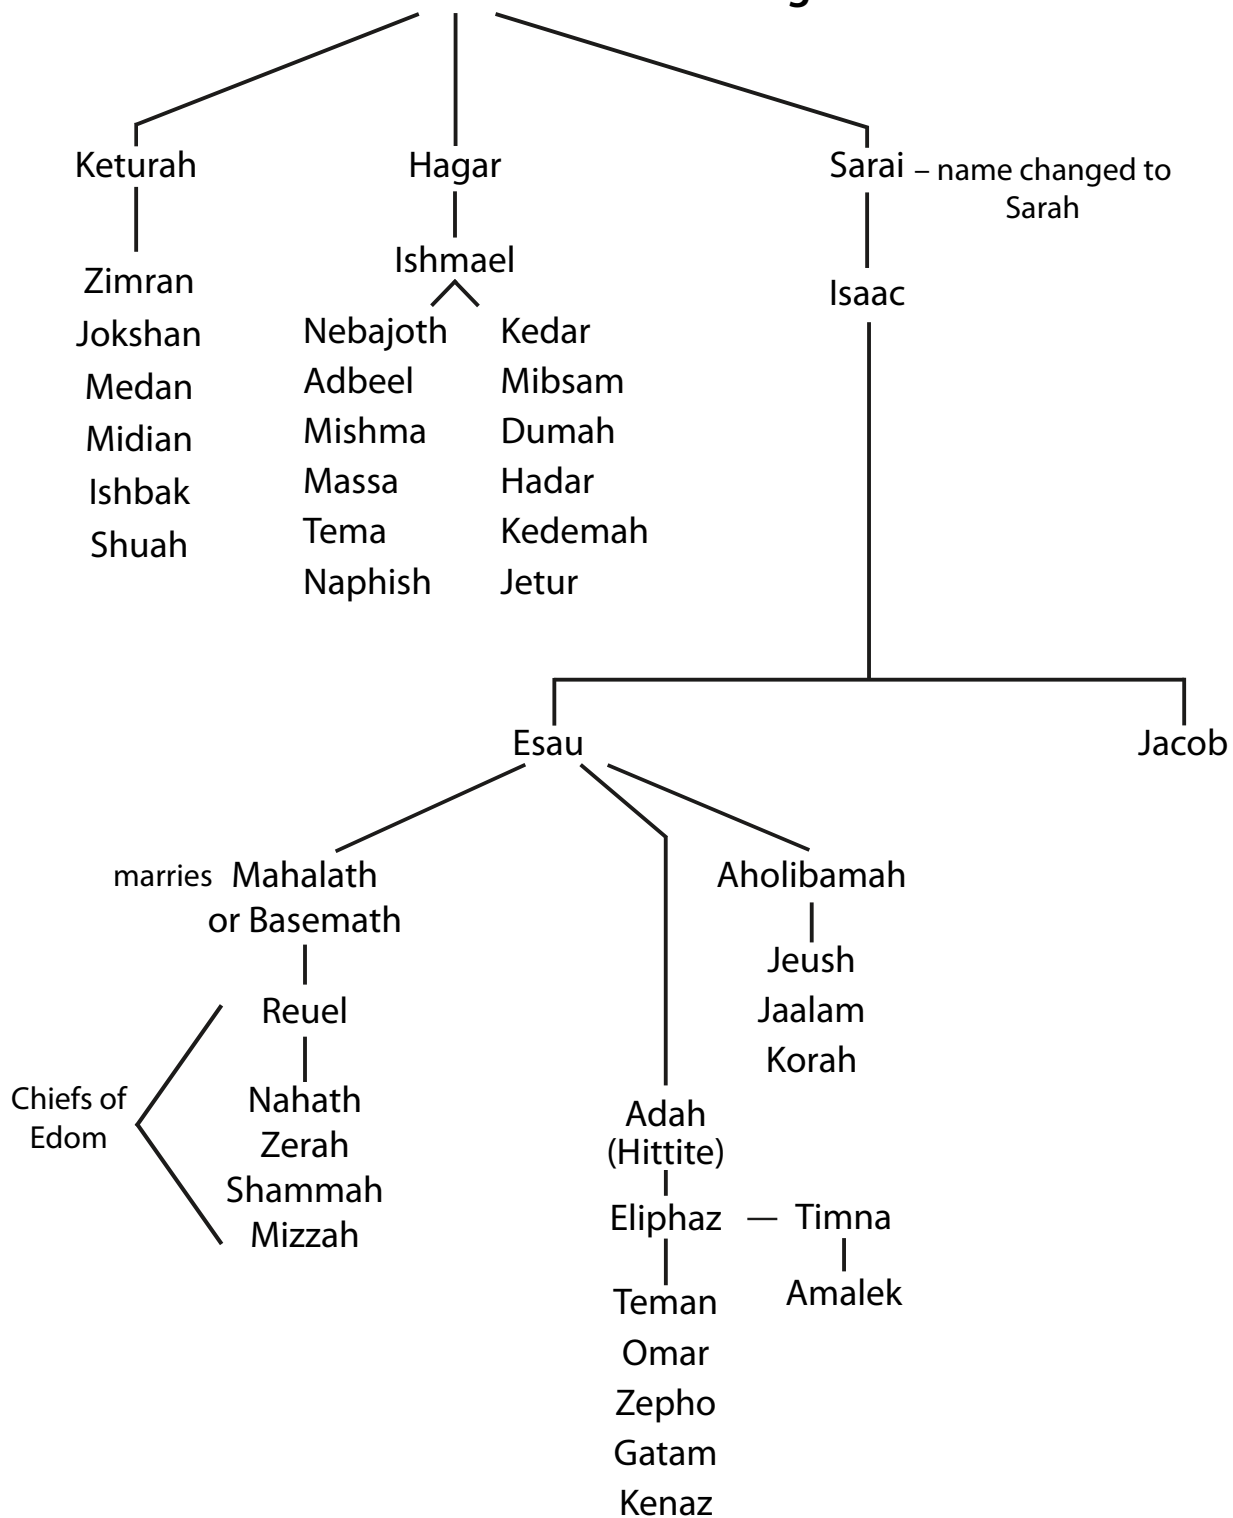 Keturah
Hagar
Sarai – name changed to
Sarah
Zimran
Jokshan
Medan
Midian
Ishbak
Shuah
Ishmael
Nebajoth Kedar
Adbeel Mibsam
Mishma Dumah
Massa Hadar
Tema Kedemah
Naphish Jetur
Isaac
Esau
Jacob
marries Mahalath
or Basemath
Reuel
Chiefs of
Edom
Nahath
Zerah
Shammah
Mizzah
Adah
(Hittite)
Eliphaz — Timna
Amalek
Teman
Omar
Zepho
Gatam
Kenaz
Aholibamah
Jeush
Jaalam
Korah